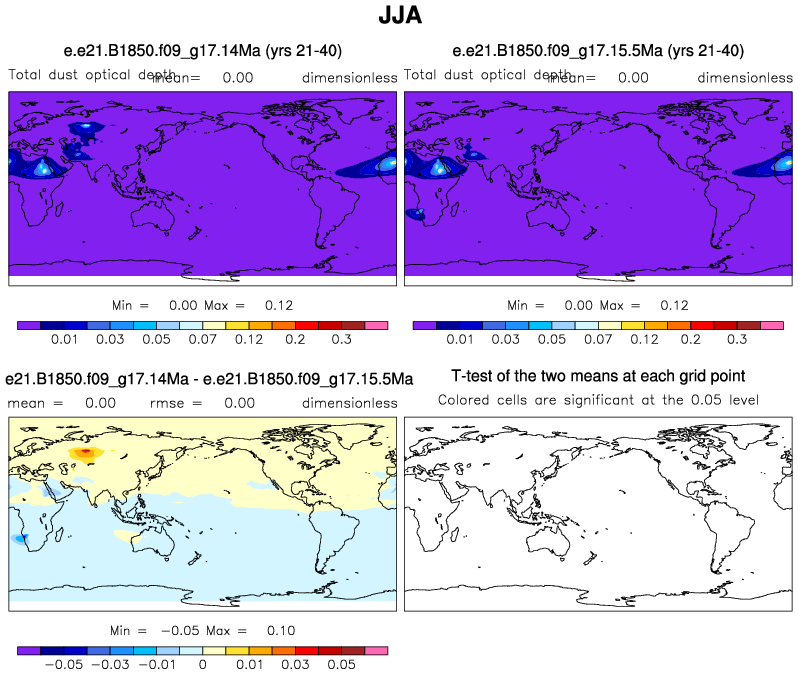 JJA
e.e21.B1850.f09_g17.14Ma (yrs 21-40)
Total dust optical depth mean= 0.00 dimensionless
Min = 0.00 Max = 0.12
0.01 0.03 0.05 0.07 0.12 0.2 0.3
e.e21.B1850.f09_g17.15.5Ma (yrs 21-40)
Total dust optical depth mean= 0.00 dimensionless
Min = 0.00 Max = 0.12
0.01 0.03 0.05 0.07 0.12 0.2 0.3
e21.B1850.f09_g17.14Ma - e.e21.B1850.f09_g17.15.5Ma
mean = 0.00 rmse = 0.00 dimensionless
Min = -0.05 Max = 0.10
-0.05 -0.03 -0.01 0 0.01 0.03 0.05
T-test of the two means at each grid point
Colored cells are significant at the 0.05 level